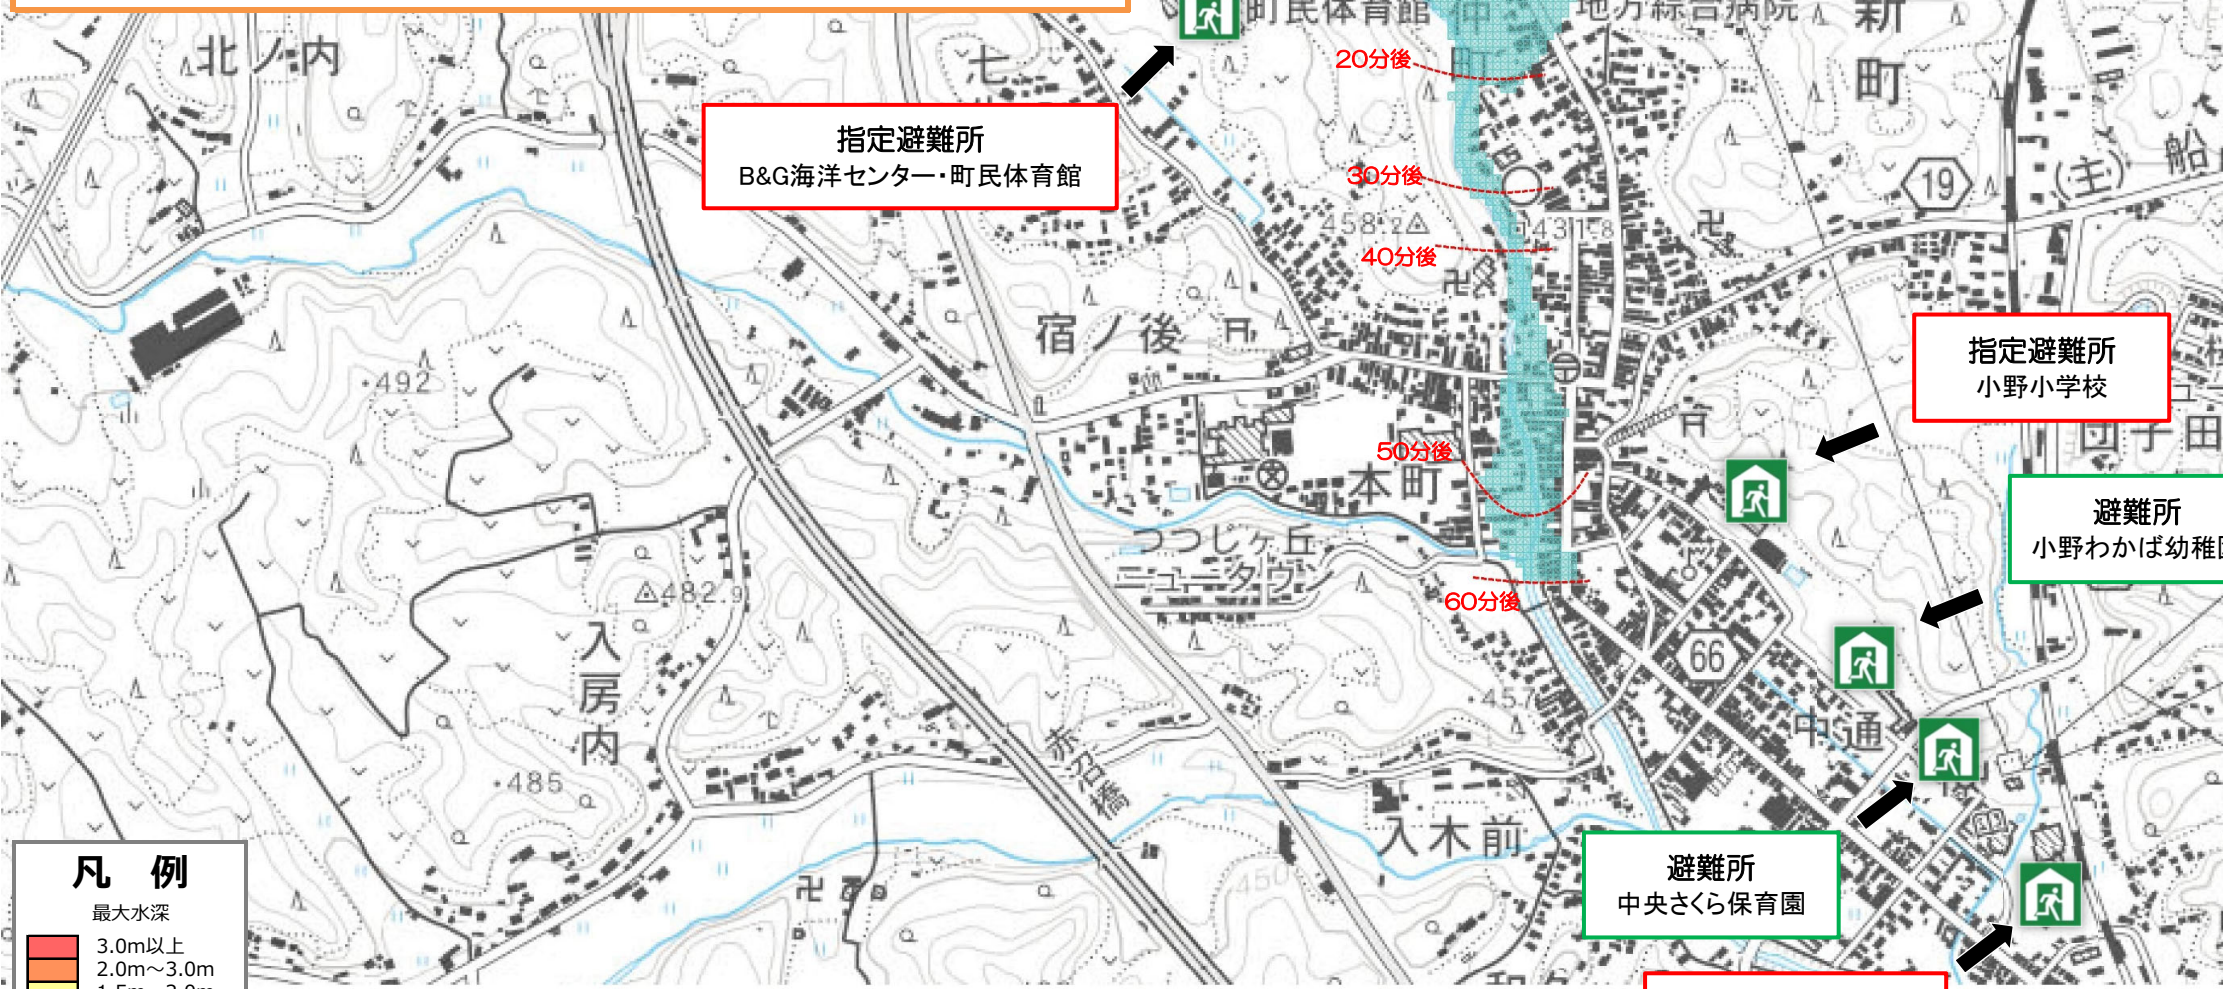 町民体育館
地方綜合病院
新町
北ノ内
七
20分後
指定避難所
B&G海洋センター・町民体育館
30分後
19
(主)
船
458.2
431.8
40分後
宿ノ後
指定避難所
小野小学校
・492
団子田
50分後
本町
避難所
小野わかば幼稚
つつじヶ丘
ニュータウン
482.9
60分後
入房内
66
・457
中通
赤沼橋
・485
入木前
避難所
中央さくら保育園
凡 例
最大水深
3.0m以上
2.0m～3.0m